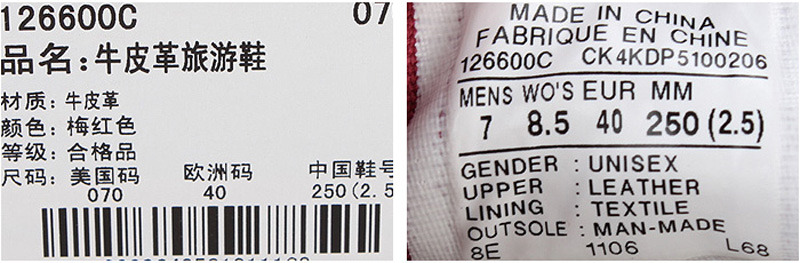 126600C 07
品名:牛皮革旅游鞋
材质:牛皮革
颜色:梅红色
等级:合格品
尺码:美国码 欧洲码 中国鞋号
070 40 250(2.5
MADE IN CHINA
FABRIQUE EN CHINE
126600C CK4KDP5100206
MENS WO'S EUR MM
7 8.5 40 250 (2.5)
GENDER : UNISEX
UPPER : LEATHER
LINING : TEXTILE
OUTSOLE : MAN-MADE
8E 1106 L68